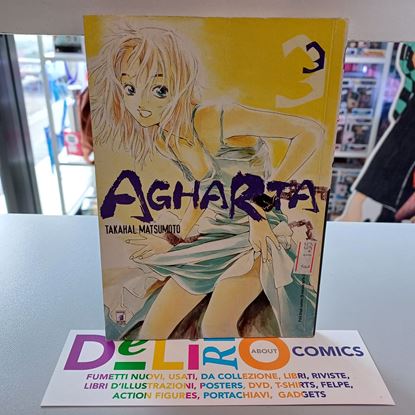 3
3
AGHARTA
TAKAHAL MATSUMOTO
DeLiRio
ABOUT COMICS
FUMETTI NUOVI, USATI, DA COLLEZIONE, LIBRI, RIVISTE,
LIBRI D'ILLUSTRAZIONI, POSTERS, DVD, T-SHIRTS, FELPE,
ACTION FIGURES, PORTACHIAVI, GADGETS